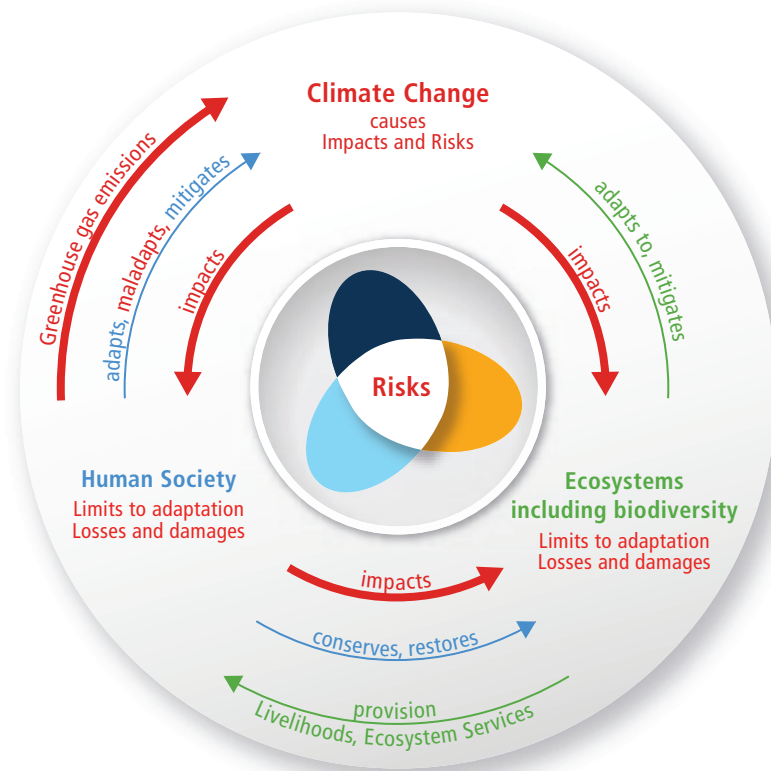 Climate Change
causes
Impacts and Risks
Greenhouse gas emissions
adapts, maladapts, mitigates
impacts
impacts
adapts to, mitigates
Risks
Human Society
Limits to adaptation
Losses and damages
Ecosystems
including biodiversity
Limits to adaptation
Losses and damages
impacts
conserves, restores
provision
Livelihoods, Ecosystem Services